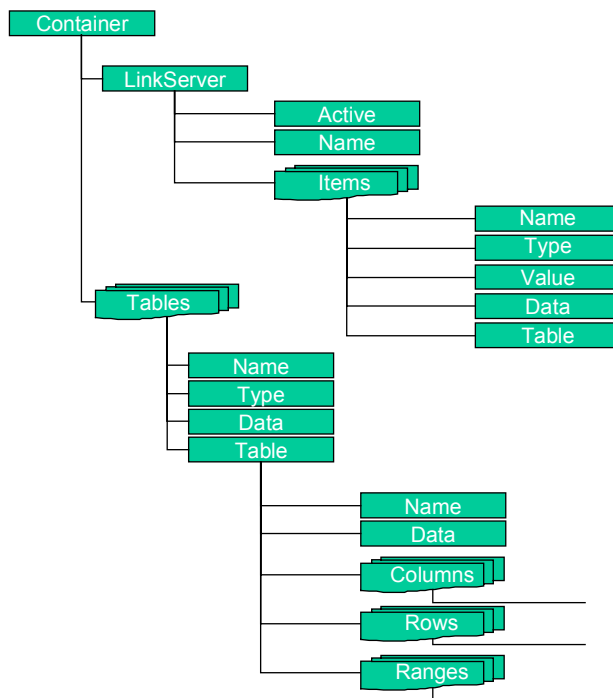 Container
LinkServer
Active
Name
Items
Name
Type
Value
Data
Table
Tables
Name
Type
Data
Table
Name
Data
Columns
Rows
Ranges